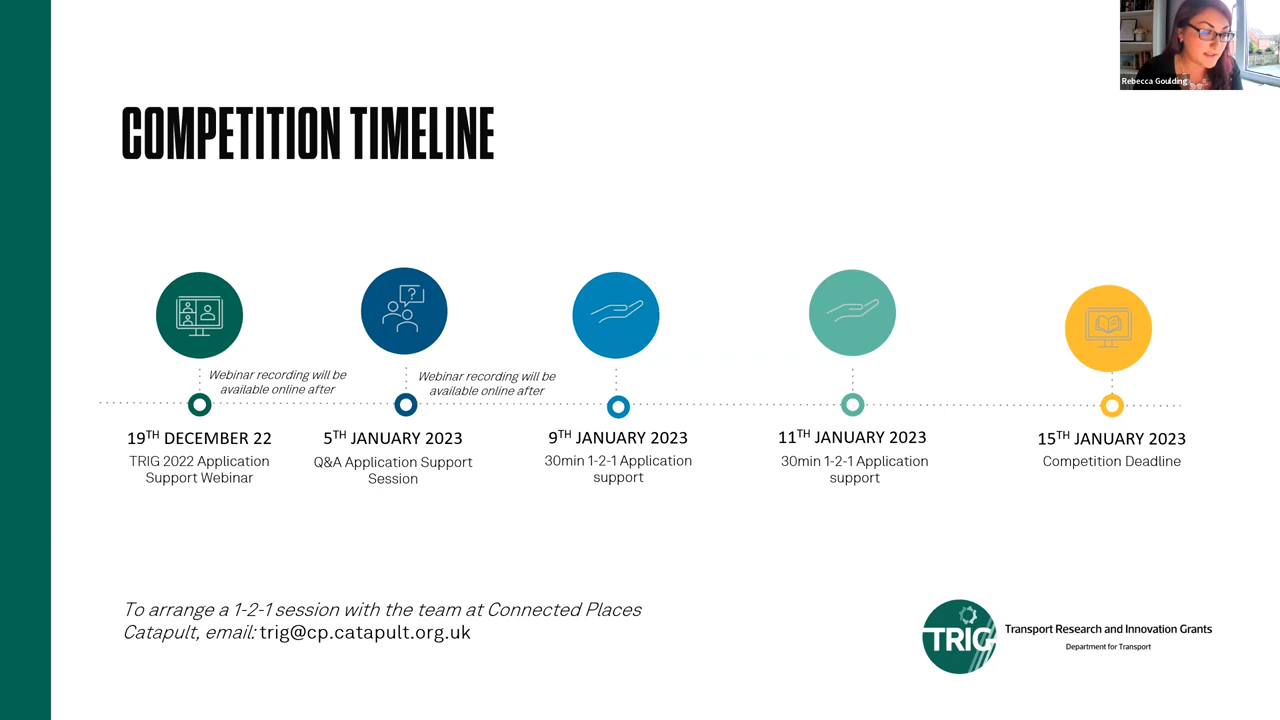 Rebecca Goulding
COMPETITION TIMELINE
?
Webinar recording will be
available online after
Webinar recording will be
available online after
19TH DECEMBER 22
TRIG 2022 Application
Support Webinar
5TH JANUARY 2023
Q&A Application Support
Session
9TH JANUARY 2023
30min 1-2-1 Application
support
11TH JANUARY 2023
30min 1-2-1 Application
support
15TH JANUARY 2023
Competition Deadline
To arrange a 1-2-1 session with the team at Connected Places
Catapult, email: trig@cp.catapult.org.uk
TRIG
Transport Research and Innovation Grants
Department for Transport